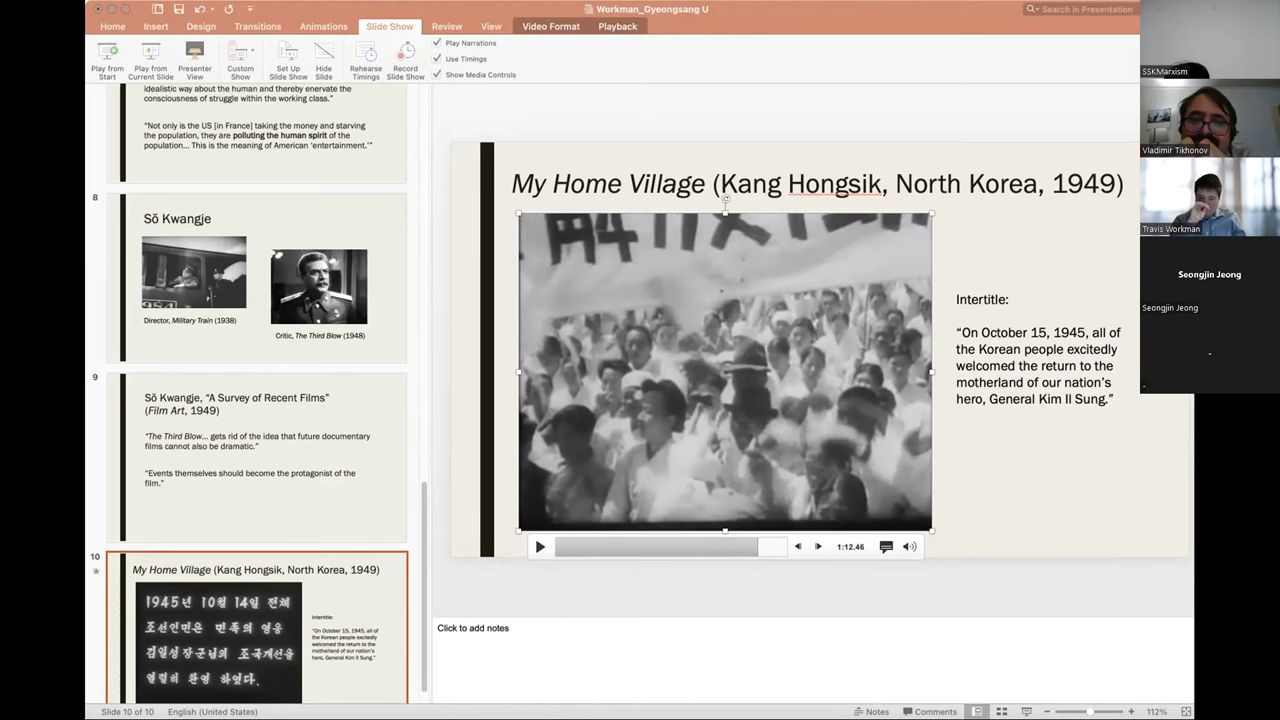 Workman_Gyeongsang U
Search in Presentation
Home Insert Design Transitions Animations Slide Show Review View Video Format Playback
Play from Start
Play from Current Slide
Presenter View
Custom Show
Set Up Slide Show
Hide Slide
Rehearse Timings
Record Slide Show
Play Narrations
Use Timings
Show Media Controls
idealistic way about the human and thereby enervate the
consciousness of struggle within the working class.”
“Not only is the US [in France] taking the money and starving
the population, they are polluting the human spirit of the
population... This is the meaning of American ‘entertainment.’”
8
Sŏ Kwangje
Director, Military Train (1938)
Critic, The Third Blow (1948)
9
Sŏ Kwangje, “A Survey of Recent Films”
(Film Art, 1949)
“The Third Blow... gets rid of the idea that future documentary
films cannot also be dramatic.”
“Events themselves should become the protagonist of the
film.”
10
My Home Village (Kang Hongsik, North Korea, 1949)
1945년 10월 14일 전체
조선인민은 민족의 영웅
김일성장군님의 조국개선을
열렬히 환영 하였다.
Intertitle:
“On October 15, 1945, all of
the Korean people excitedly
welcomed the return to the
motherland of our nation’s
hero, General Kim Il Sung.”
My Home Village (Kang Hongsik, North Korea, 1949)
Intertitle:
“On October 15, 1945, all of
the Korean people excitedly
welcomed the return to the
motherland of our nation’s
hero, General Kim Il Sung.”
1:12.46
Click to add notes
SSKMarxism
Vladimir Tikhonov
Travis Workman
Seongjin Jeong
Seongjin Jeong
Slide 10 of 10 English (United States)
Notes Comments 112%